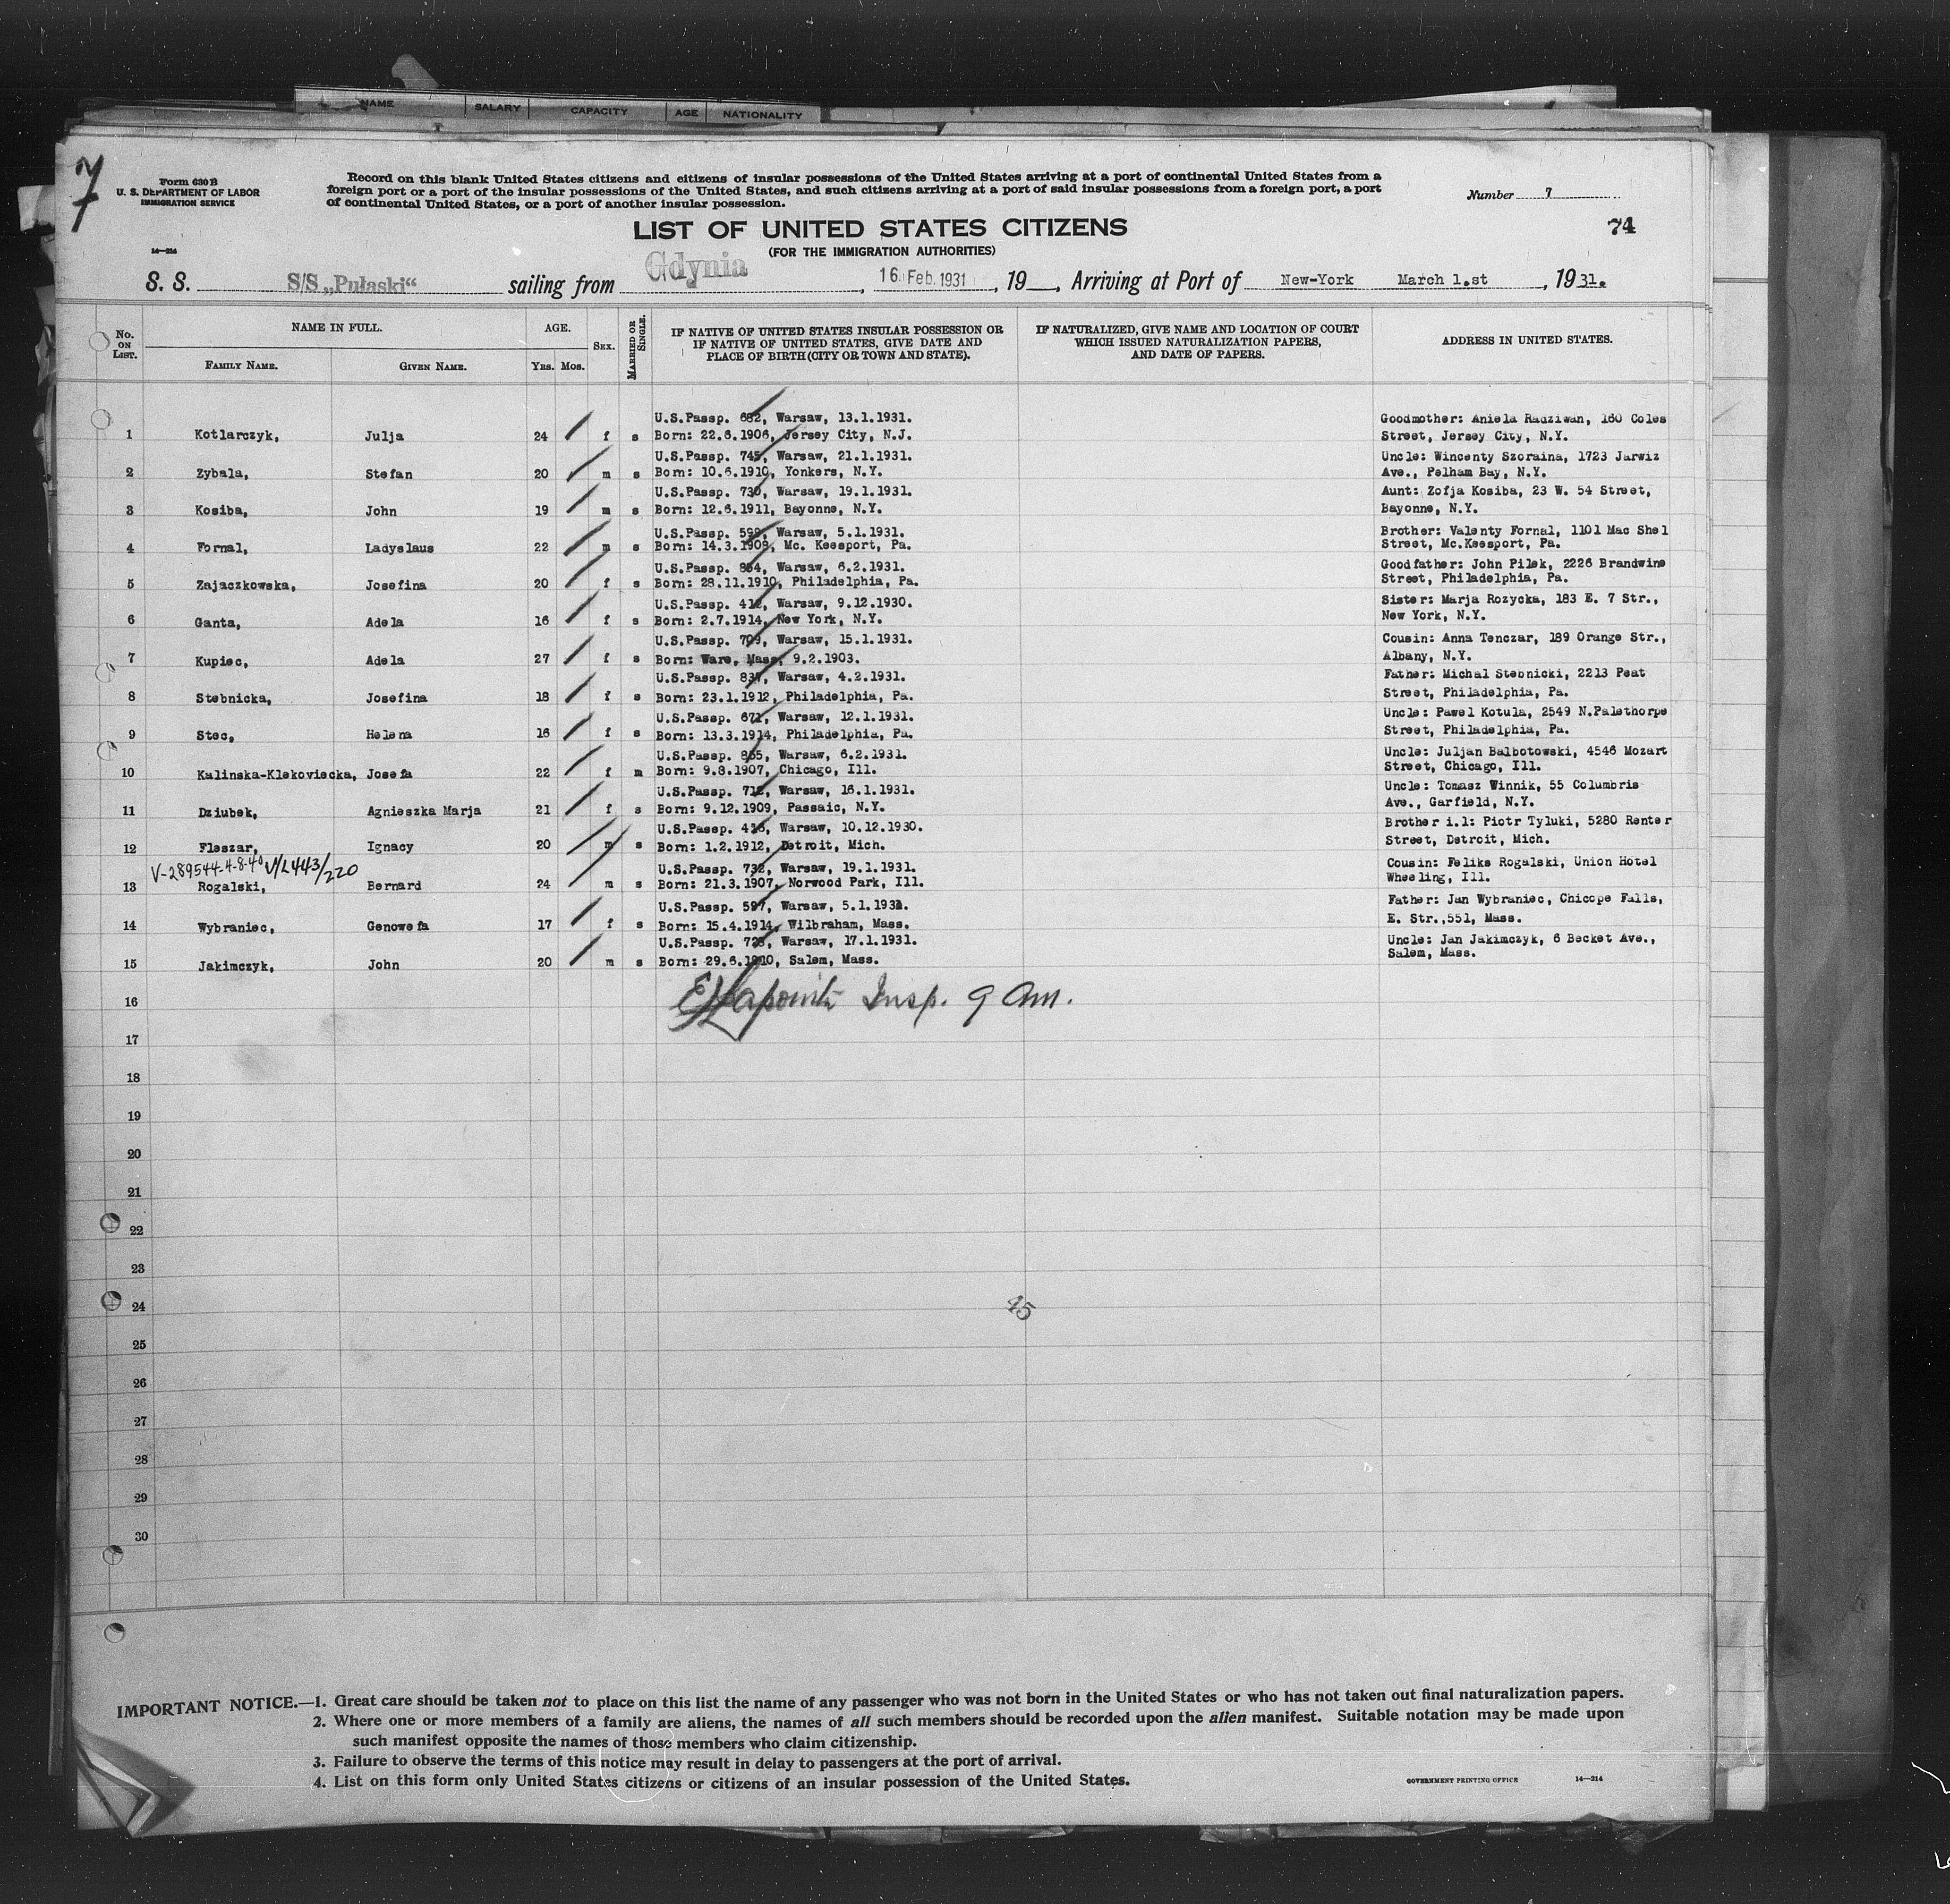 NAME SALARY CAPACITY AGE NATIONALITY
7
Form 630 B
U. S. DEPARTMENT OF LABOR
IMMIGRATION SERVICE
Record on this blank United States citizens and citizens of insular possessions of the United States arriving at a port of continental United States from a
foreign port or a port of the insular possessions of the United States, and such citizens arriving at a port of said insular possessions from a foreign port, a port
of continental United States, or a port of another insular possession.
Number 7
LIST OF UNITED STATES CITIZENS
74
14—214
(FOR THE IMMIGRATION AUTHORITIES)
S. S. S/S „Pułaski“ sailing from Gdynia, 16. Feb. 1931, 19__, Arriving at Port of New-York March 1.st, 1931.
No. ON LIST. NAME IN FULL. AGE. SEX. MARRIED OR SINGLE. IF NATIVE OF UNITED STATES INSULAR POSSESSION OR IF NATIVE OF UNITED STATES, GIVE DATE AND PLACE OF BIRTH (CITY OR TOWN AND STATE). IF NATURALIZED, GIVE NAME AND LOCATION OF COURT WHICH ISSUED NATURALIZATION PAPERS, AND DATE OF PAPERS. ADDRESS IN UNITED STATES.
FAMILY NAME. GIVEN NAME. YRS. MOS.
U.S.Passp. 682, Warsaw, 13.1.1931. Goodmother: Aniela Radziwan, 160 Coles
1 Kotlarczyk, Julja 24 f s Born: 22.6.1906, Jersey City, N.J. Street, Jersey City, N.Y.
U.S.Passp. 745, Warsaw, 21.1.1931. Uncle: Wincenty Szoraina, 1723 Jarwiz
2 Zybala, Stefan 20 m s Born: 10.6.1910, Yonkers, N.Y. Ave., Pelham Bay, N.Y.
U.S.Passp. 730, Warsaw, 19.1.1931. Aunt: Zofja Kosiba, 23 W. 54 Street,
3 Kosiba, John 19 m s Born: 12.6.1911, Bayonne, N.Y. Bayonne, N.Y.
U.S.Passp. 599, Warsaw, 5.1.1931. Brother: Valenty Fornal, 1101 Mac Shel
4 Fornal, Ladyslaus 22 m s Born: 14.3.1908, Mc. Keesport, Pa. Street, Mc.Keesport, Pa.
U.S.Passp. 864, Warsaw, 6.2.1931. Goodfather: John Pilek, 2226 Brandwine
5 Zajaczkowska, Josefina 20 f s Born: 28.11.1910, Philadelphia, Pa. Street, Philadelphia, Pa.
U.S.Passp. 412, Warsaw, 9.12.1930. Sister: Marja Rozycka, 183 E. 7 Str.,
6 Ganta, Adela 16 f s Born: 2.7.1914, New York, N.Y. New York, N.Y.
U.S.Passp. 709, Warsaw, 15.1.1931. Cousin: Anna Tenczar, 189 Orange Str.,
7 Kupiec, Adela 27 f s Born: Ware, Mass, 9.2.1903. Albany, N.Y.
U.S.Passp. 837, Warsaw, 4.2.1931. Father: Michal Stebnicki, 2213 Peat
8 Stebnicka, Josefina 18 f s Born: 23.1.1912, Philadelphia, Pa. Street, Philadelphia, Pa.
U.S.Passp. 671, Warsaw, 12.1.1931. Uncle: Pawel Kotula, 2549 N.Palethorpe
9 Stec, Helena 16 f s Born: 13.3.1914, Philadelphia, Pa. Street, Philadelphia, Pa.
U.S.Passp. 865, Warsaw, 6.2.1931. Uncle: Juljan Balbotowski, 4546 Mozart
10 Kalinska-Klekoviecka, Josefa 22 f m Born: 9.8.1907, Chicago, Ill. Street, Chicago, Ill.
U.S.Passp. 712, Warsaw, 16.1.1931. Uncle: Tomasz Winnik, 55 Columbris
11 Dziubek, Agnieszka Marja 21 f s Born: 9.12.1909, Passaic, N.Y. Ave., Garfield, N.Y.
U.S.Passp. Warsaw, 10.12.1930. Brother i.l: Piotr Tyluki, 5280 Renter
12 Fleszar, Ignacy 20 m s Born: 1.2.1912, Detroit, Mich. Street, Detroit, Mich.
V-289544-4-8-40 V/L 443/220 U.S.Passp. 732, Warsaw, 19.1.1931. Cousin: Feliks Rogalski, Union Hotel
13 Rogalski, Bernard 24 m s Born: 21.3.1907, Norwood Park, Ill. Wheeling, Ill.
U.S.Passp. 597, Warsaw, 5.1.1931. Father: Jan Wybraniec, Chicope Falls,
14 Wybraniec, Genowefa 17 f s Born: 15.4.1914, Wilbraham, Mass. E. Str.,551, Mass.
U.S.Passp. 728, Warsaw, 17.1.1931. Uncle: Jan Jakimczyk, 6 Becket Ave.,
15 Jakimczyk, John 20 m s Born: 29.6.1910, Salem, Mass. Salem, Mass.
16 Insp. 9 Am.
17
18
19
20
21
22
23
24 45
25
26
27
28
29
30
IMPORTANT NOTICE.—1. Great care should be taken not to place on this list the name of any passenger who was not born in the United States or who has not taken out final naturalization papers.
2. Where one or more members of a family are aliens, the names of all such members should be recorded upon the alien manifest. Suitable notation may be made upon
such manifest opposite the names of those members who claim citizenship.
3. Failure to observe the terms of this notice may result in delay to passengers at the port of arrival.
4. List on this form only United States citizens or citizens of an insular possession of the United States.
GOVERNMENT PRINTING OFFICE 14—214